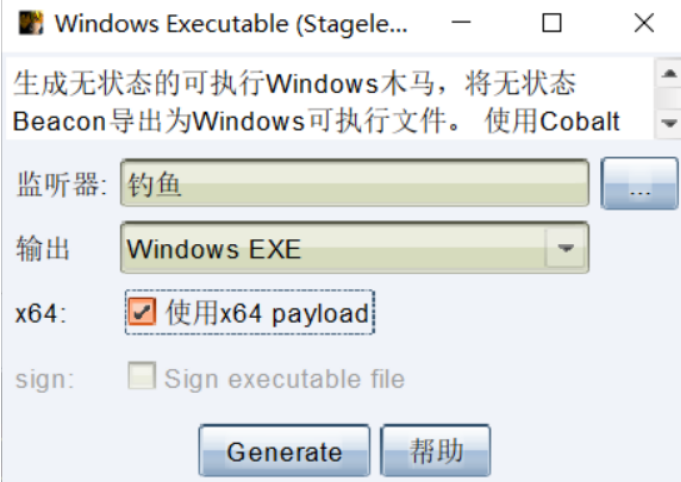 Windows Executable (Stagele...
生成无状态的可执行Windows木马，将无状态
Beacon导出为Windows可执行文件。 使用Cobalt
监听器: 钓鱼 ...
输出 Windows EXE
x64: 使用x64 payload
sign: Sign executable file
Generate 帮助